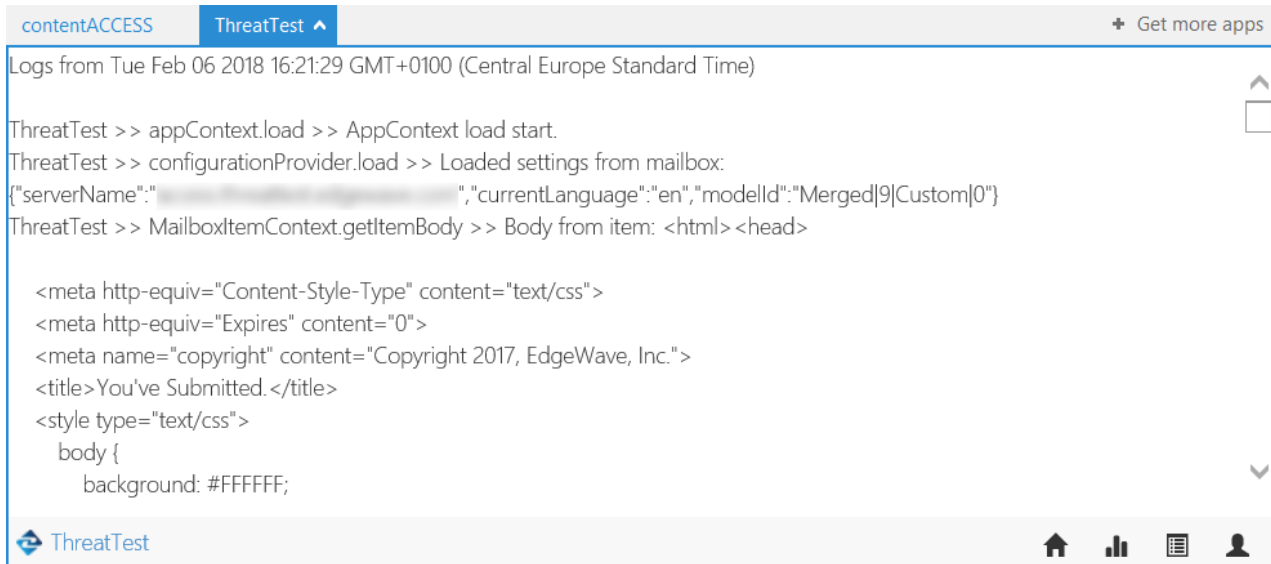 contentACCESS
ThreatTest
Get more apps
Logs from Tue Feb 06 2018 16:21:29 GMT+0100 (Central Europe Standard Time)
ThreatTest >> appContext.load >> AppContext load start.
ThreatTest >> configurationProvider.load >> Loaded settings from mailbox:
{"serverName":" ","currentLanguage":"en","modelId":"Merged|9|Custom|0"}
ThreatTest >> MailboxItemContext.getItemBody >> Body from item: <html><head>
<meta http-equiv="Content-Style-Type" content="text/css">
<meta http-equiv="Expires" content="0">
<meta name="copyright" content="Copyright 2017, EdgeWave, Inc.">
<title>You've Submitted.</title>
<style type="text/css">
body {
background: #FFFFFF;
ThreatTest